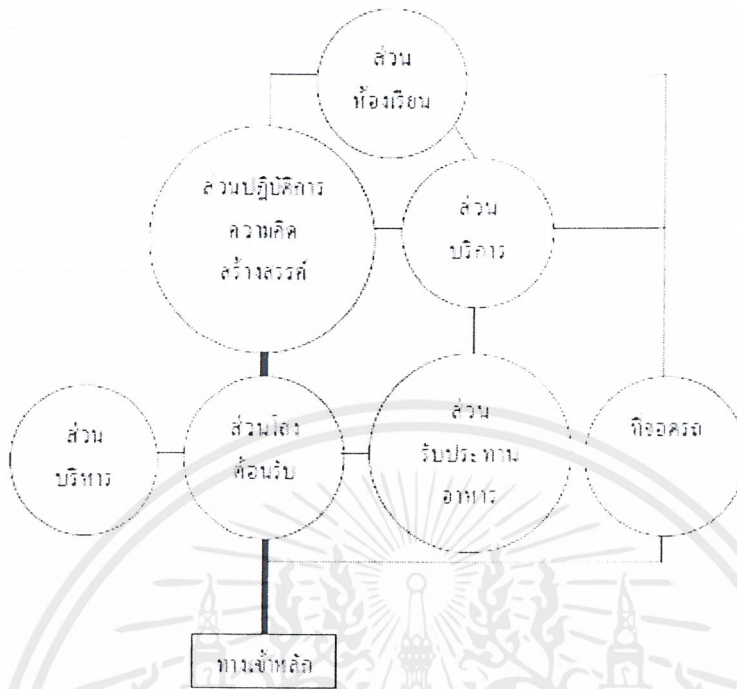 ส่วน
ห้องเรียน
ส่วนปฏิบัติการ
ความคิด
สร้างสรรค์
ส่วน
บริการ
ส่วน
บริหาร
ส่วนโถง
ต้อนรับ
ส่วน
รับประทาน
อาหาร
ที่จอดรถ
ทางเข้าหลัก